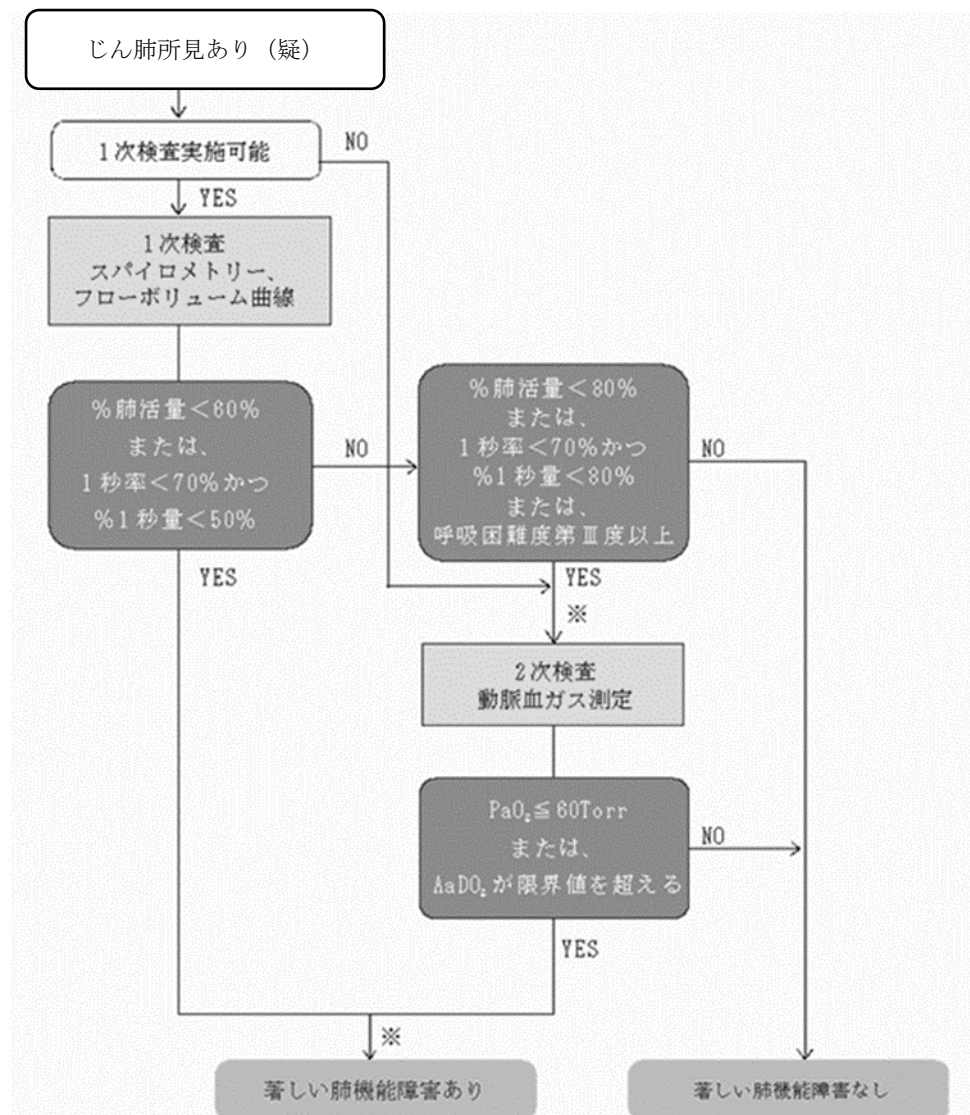 じん肺所見あり（疑）
1次検査実施可能
NO
YES
1次検査
スパイロメトリー、
フローボリューム曲線
%肺活量＜60%
または、
1秒率＜70%かつ
%1秒量＜50%
NO
YES
%肺活量＜80%
または、
1秒率＜70%かつ
%1秒量＜80%
または、
呼吸困難度第Ⅲ度以上
NO
YES
※
2次検査
動脈血ガス測定
PaO₂≦60Torr
または、
AaDO₂が限界値を超える
NO
YES
※
著しい肺機能障害あり
著しい肺機能障害なし